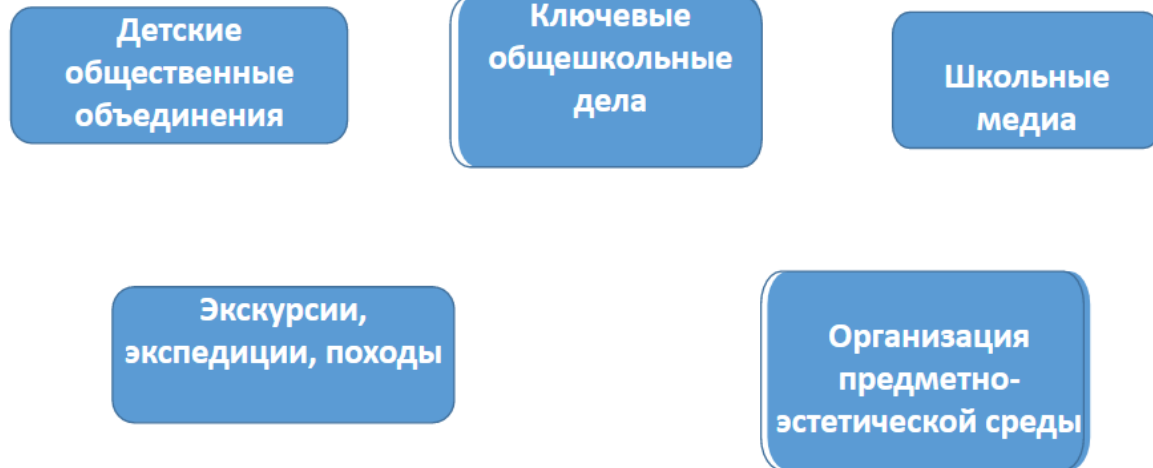 Детские
общественные
объединения
Ключевые
общешкольные
дела
Школьные
медиа
Экскурсии,
экспедиции, походы
Организация
предметно-
эстетической среды